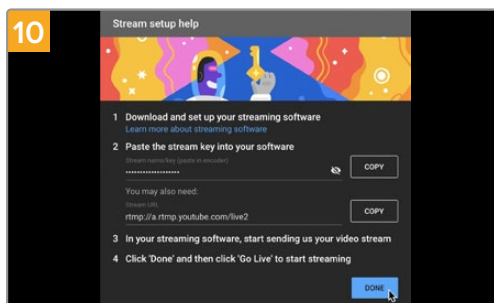 10
Stream setup help
1 Download and set up your streaming software
Learn more about streaming software
2 Paste the stream key into your software
Stream name/key (paste in encoder)
••••••••••••••••••••
COPY
You may also need:
Stream URL
rtmp://a.rtmp.youtube.com/live2
COPY
3 In your streaming software, start sending us your video stream
4 Click 'Done' and then click 'Go Live' to start streaming
DONE